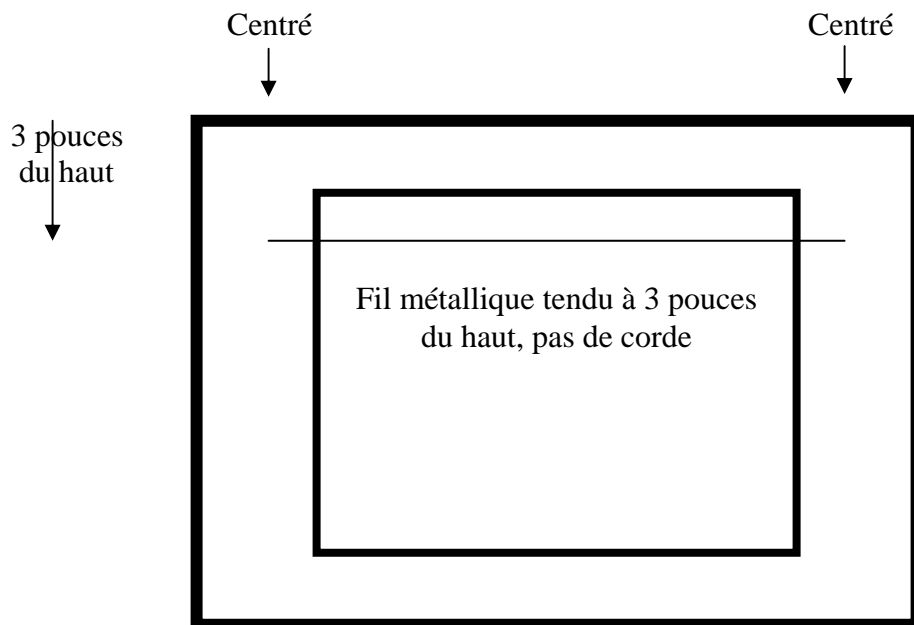 Centré
Centré
3 pouces
du haut
Fil métallique tendu à 3 pouces
du haut, pas de corde